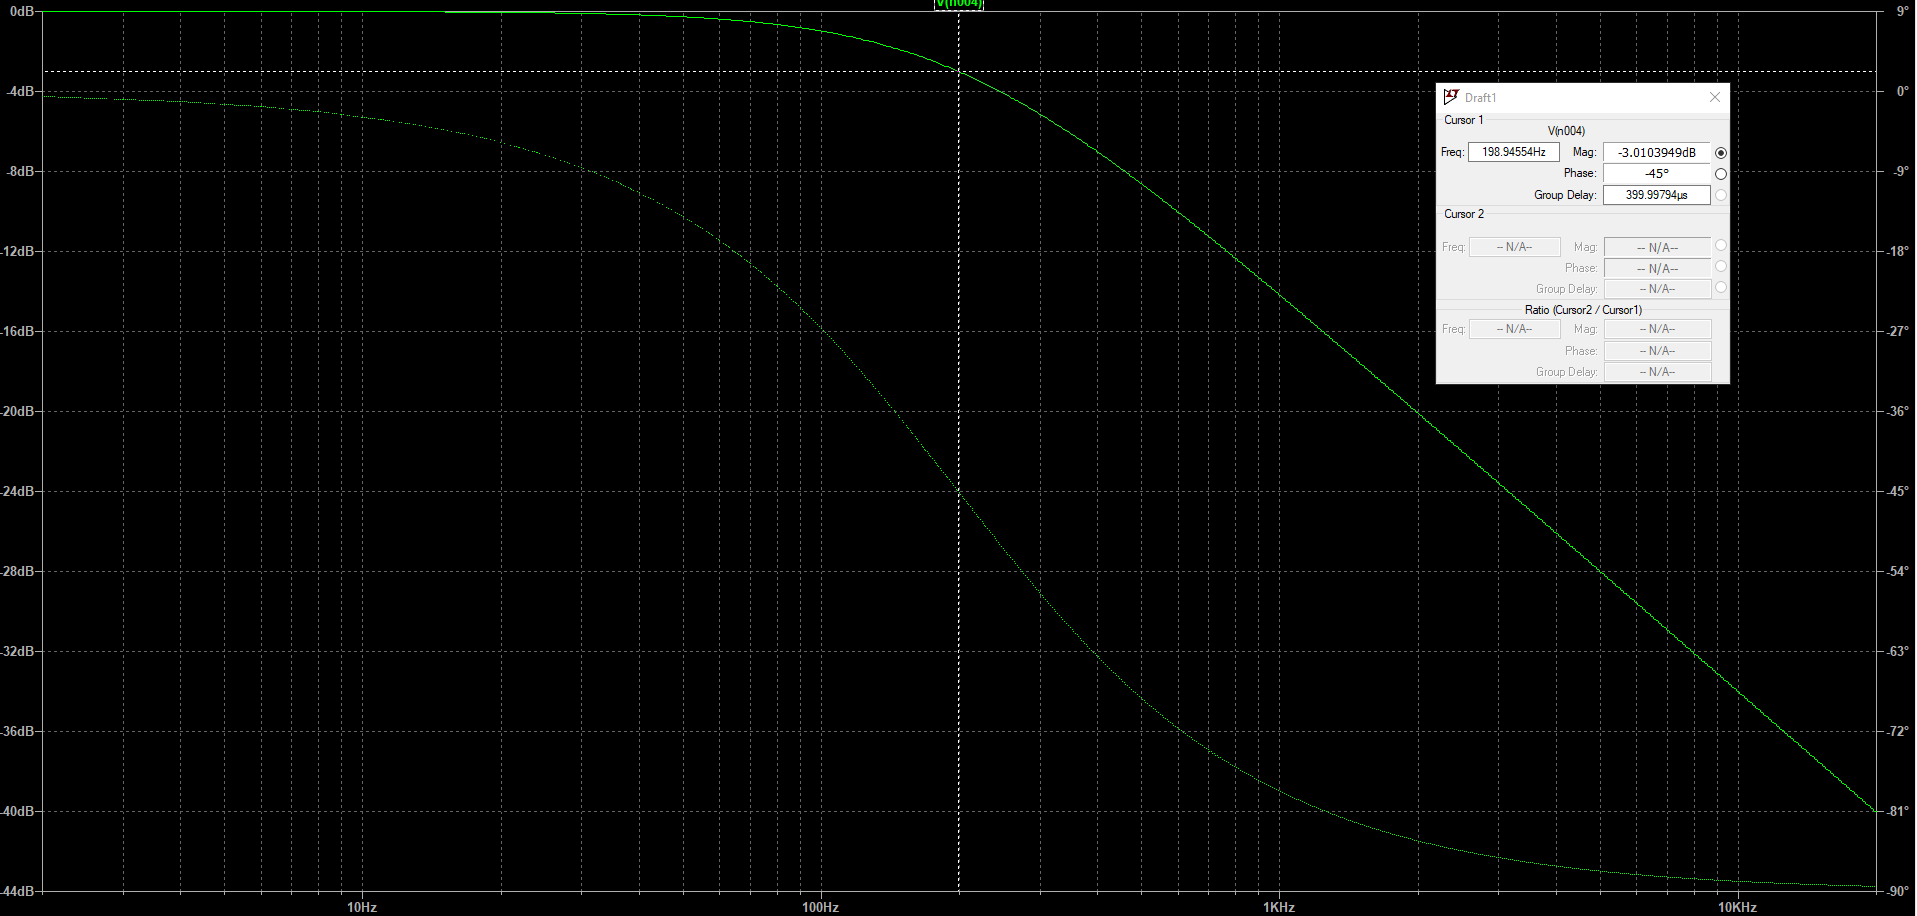 V(n004)
0dB
-4dB
-8dB
-12dB
-16dB
-20dB
-24dB
-28dB
-32dB
-36dB
-40dB
-44dB
9°
0°
-9°
-18°
-27°
-36°
-45°
-54°
-63°
-72°
-81°
-90°
10Hz 100Hz 1KHz 10KHz
Draft1
Cursor 1
V(n004)
Freq: 198.94554Hz Mag: -3.0103949dB
Phase: -45°
Group Delay: 399.99794µs
Cursor 2
Freq: -- N/A-- Mag: -- N/A--
Phase: -- N/A--
Group Delay: -- N/A--
Ratio (Cursor2 / Cursor1)
Freq: -- N/A-- Mag: -- N/A--
Phase: -- N/A--
Group Delay: -- N/A--